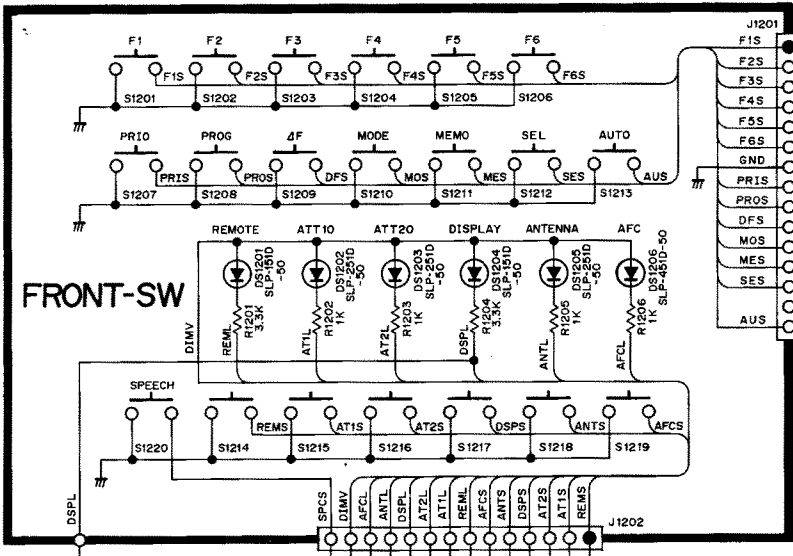 J1201
F1 F2 F3 F4 F5 F6
F1S
F1S F2S F3S F4S F5S F6S
F2S
S1201 S1202 S1203 S1204 S1205 S1206
F3S
F4S
F5S
PRIO PROG ΔF MODE MEMO SEL AUTO
F6S
GND
PRIS PROS DFS MOS MES SES AUS
PRIS
S1207 S1208 S1209 S1210 S1211 S1212 S1213
PROS
DFS
MOS
MES
SES
AUS
REMOTE ATT10 ATT20 DISPLAY ANTENNA AFC
DS1201 SLP-151D -50
DS1202 SLP-251D -50
DS1203 SLP-251D -50
DS1204 SLP-151D -50
DS1205 SLP-251D -50
DS1206 SLP-451D-50
FRONT-SW
R1201 3.3K
R1202 1K
R1203 1K
R1204 3.3K
R1205 1K
R1206 1K
DIMV REML AT1L AT2L DSPL ANTL AFCL
SPEECH
REMS AT1S AT2S DSPS ANTS AFCS
S1220 S1214 S1215 S1216 S1217 S1218 S1219
DSPL
SPCS DIMV AFCL ANTL DSPL AT2L AT1L REML AFCS ANTS DSPS AT2S AT1S REMS
J1202